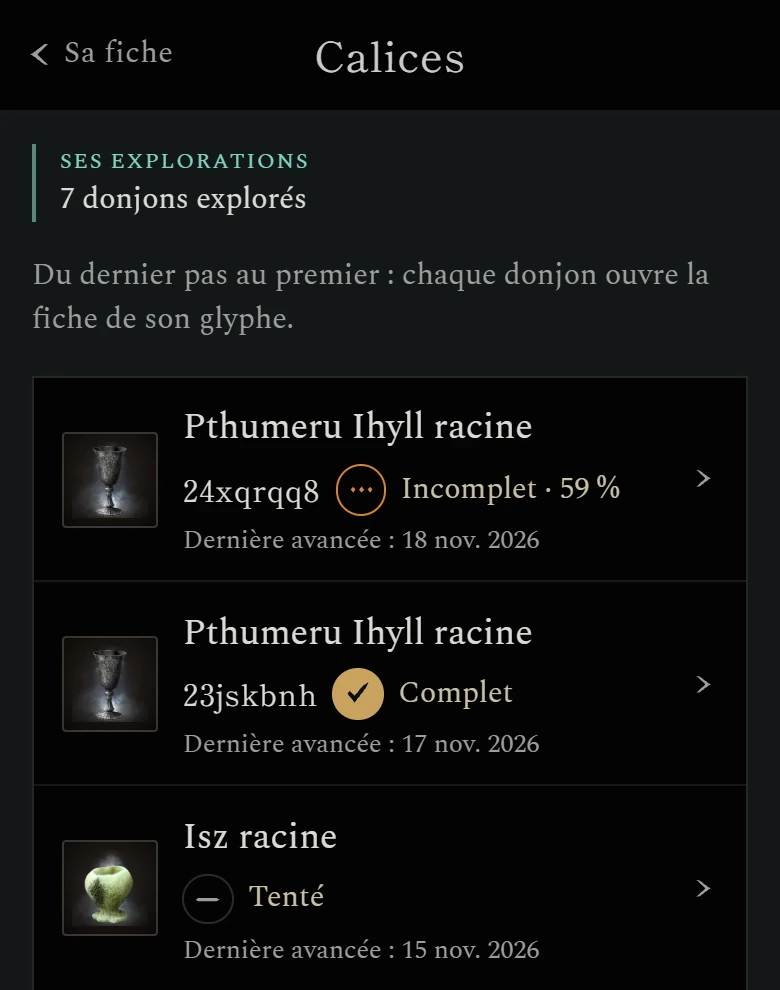 Sa fiche
Calices
SES EXPLORATIONS
7 donjons explorés
Du dernier pas au premier : chaque donjon ouvre la
fiche de son glyphe.
Pthumeru Ihyll racine
24xqrqq8 Incomplet · 59 %
Dernière avancée : 18 nov. 2026
Pthumeru Ihyll racine
23jskbnh Complet
Dernière avancée : 17 nov. 2026
Isz racine
Tenté
Dernière avancée : 15 nov. 2026